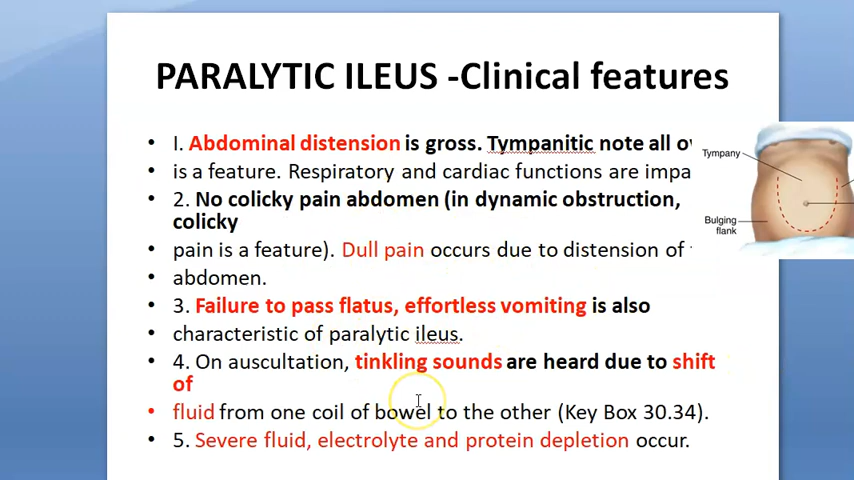 PARALYTIC ILEUS -Clinical features
• I. Abdominal distension is gross. Tympanitic note all
• is a feature. Respiratory and cardiac functions are
• 2. No colicky pain abdomen (in dynamic obstruction,
colicky
• pain is a feature). Dull pain occurs due to distension of
• abdomen.
• 3. Failure to pass flatus, effortless vomiting is also
• characteristic of paralytic ileus.
• 4. On auscultation, tinkling sounds are heard due to shift
of
• fluid from one coil of bowel to the other (Key Box 30.34).
• 5. Severe fluid, electrolyte and protein depletion occur.
Tympany
Bulging
flank